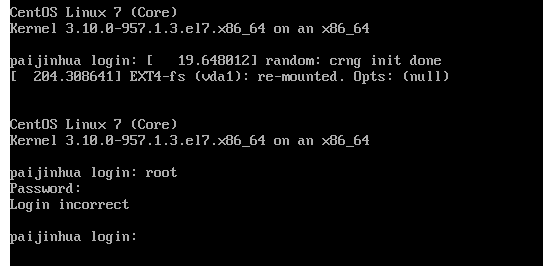 CentOS Linux 7 (Core)
Kernel 3.10.0-957.1.3.el7.x86_64 on an x86_64
paijinhua login: [   19.648012] random: crng init done
[  204.308641] EXT4-fs (vda1): re-mounted. Opts: (null)
CentOS Linux 7 (Core)
Kernel 3.10.0-957.1.3.el7.x86_64 on an x86_64
paijinhua login: root
Password:
Login incorrect
paijinhua login: